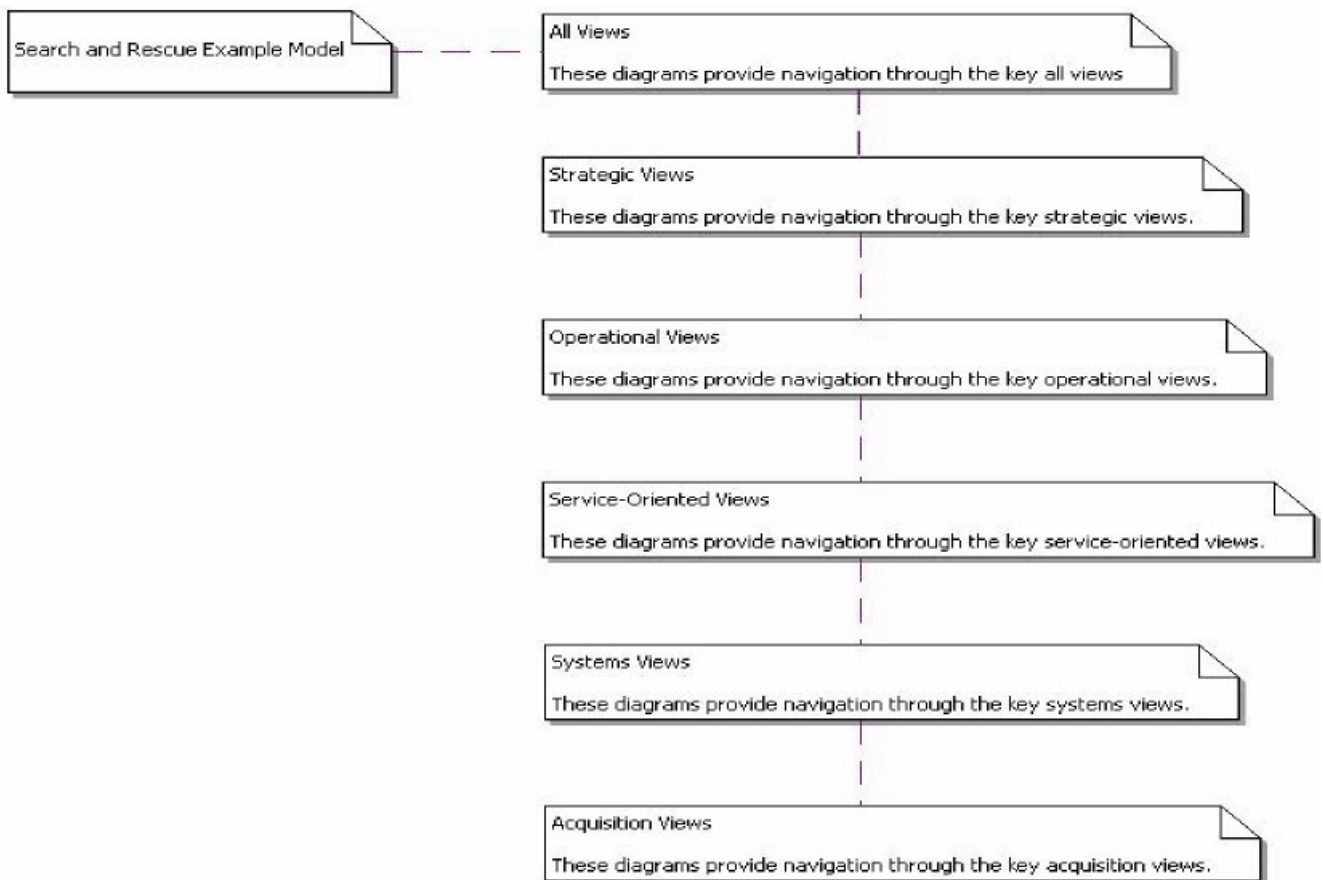 Search and Rescue Example Model
All Views
These diagrams provide navigation through the key all views
Strategic Views
These diagrams provide navigation through the key strategic views.
Operational Views
These diagrams provide navigation through the key operational views.
Service-Oriented Views
These diagrams provide navigation through the key service-oriented views.
Systems Views
These diagrams provide navigation through the key systems views.
Acquisition Views
These diagrams provide navigation through the key acquisition views.